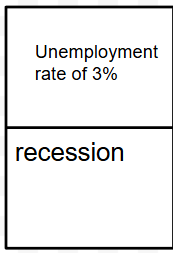 Unemployment
rate of 3%
recession